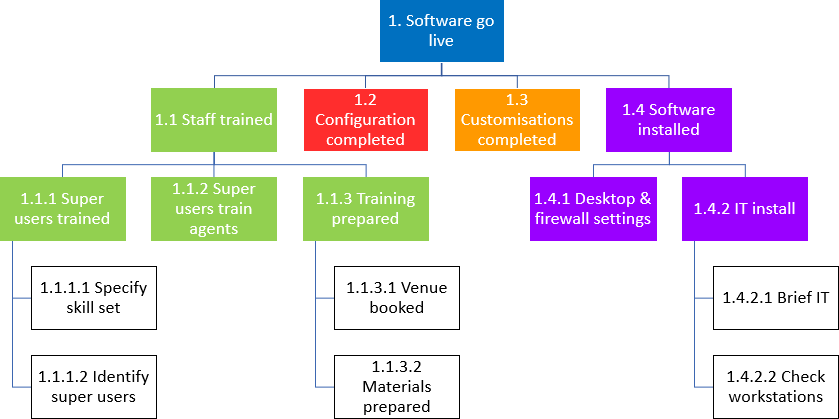 1. Software go
live
1.1 Staff trained
1.2
Configuration
completed
1.3
Customisations
completed
1.4 Software
installed
1.1.1 Super
users trained
1.1.2 Super
users train
agents
1.1.3 Training
prepared
1.4.1 Desktop &
firewall settings
1.4.2 IT install
1.1.1.1 Specify
skill set
1.1.3.1 Venue
booked
1.4.2.1 Brief IT
1.1.1.2 Identify
super users
1.1.3.2
Materials
prepared
1.4.2.2 Check
workstations